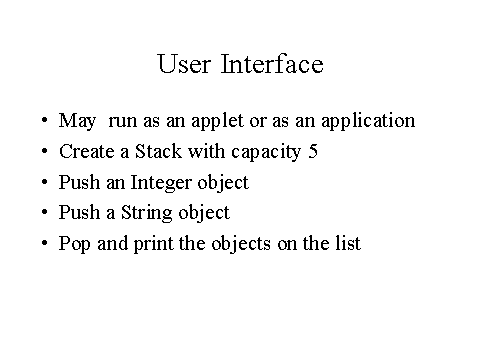 User Interface
• May  run as an applet or as an application
• Create a Stack with capacity 5
• Push an Integer object
• Push a String object
• Pop and print the objects on the list